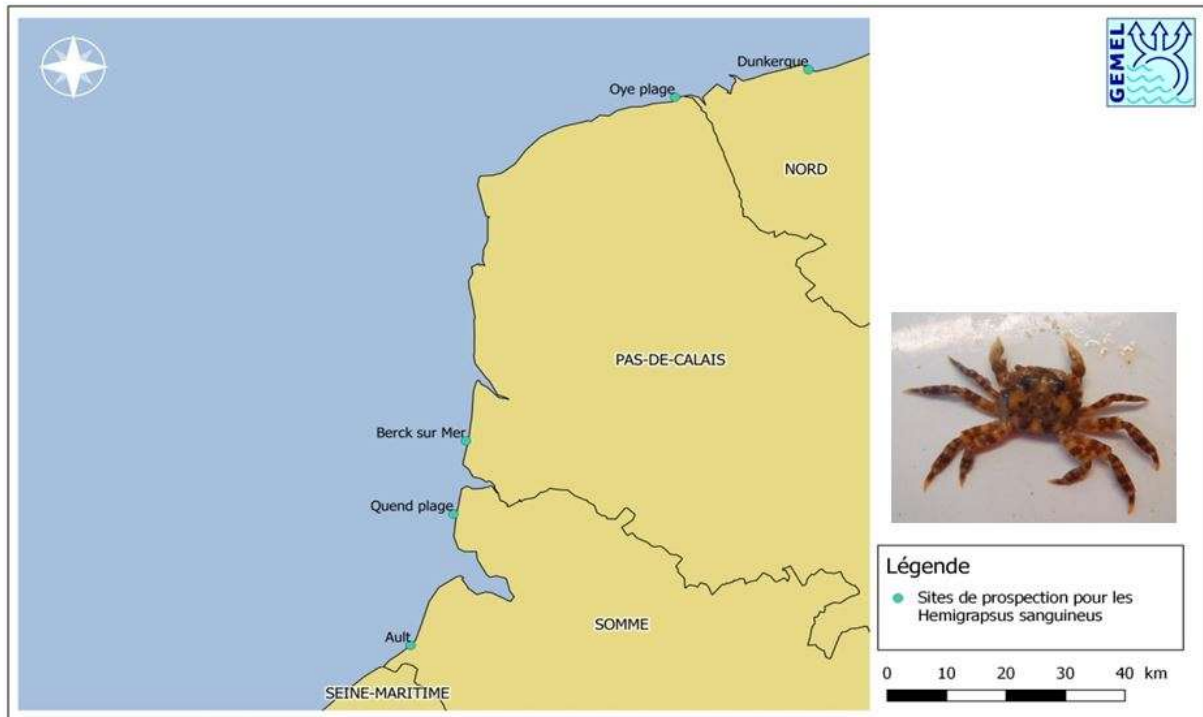 GEMEL
Dunkerque
Oye plage
NORD
PAS-DE-CALAIS
Berck sur Mer
Quend plage
Légende
Sites de prospection pour les
Hemigrapsus sanguineus
SOMME
Ault
SEINE-MARITIME
0 10 20 30 40 km